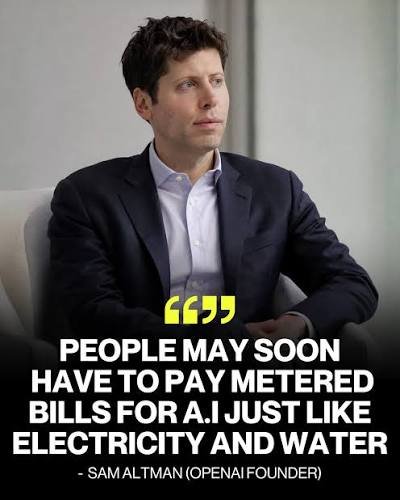 PEOPLE MAY SOON
HAVE TO PAY METERED
BILLS FOR A.I JUST LIKE
ELECTRICITY AND WATER
- SAM ALTMAN (OPENAI FOUNDER)